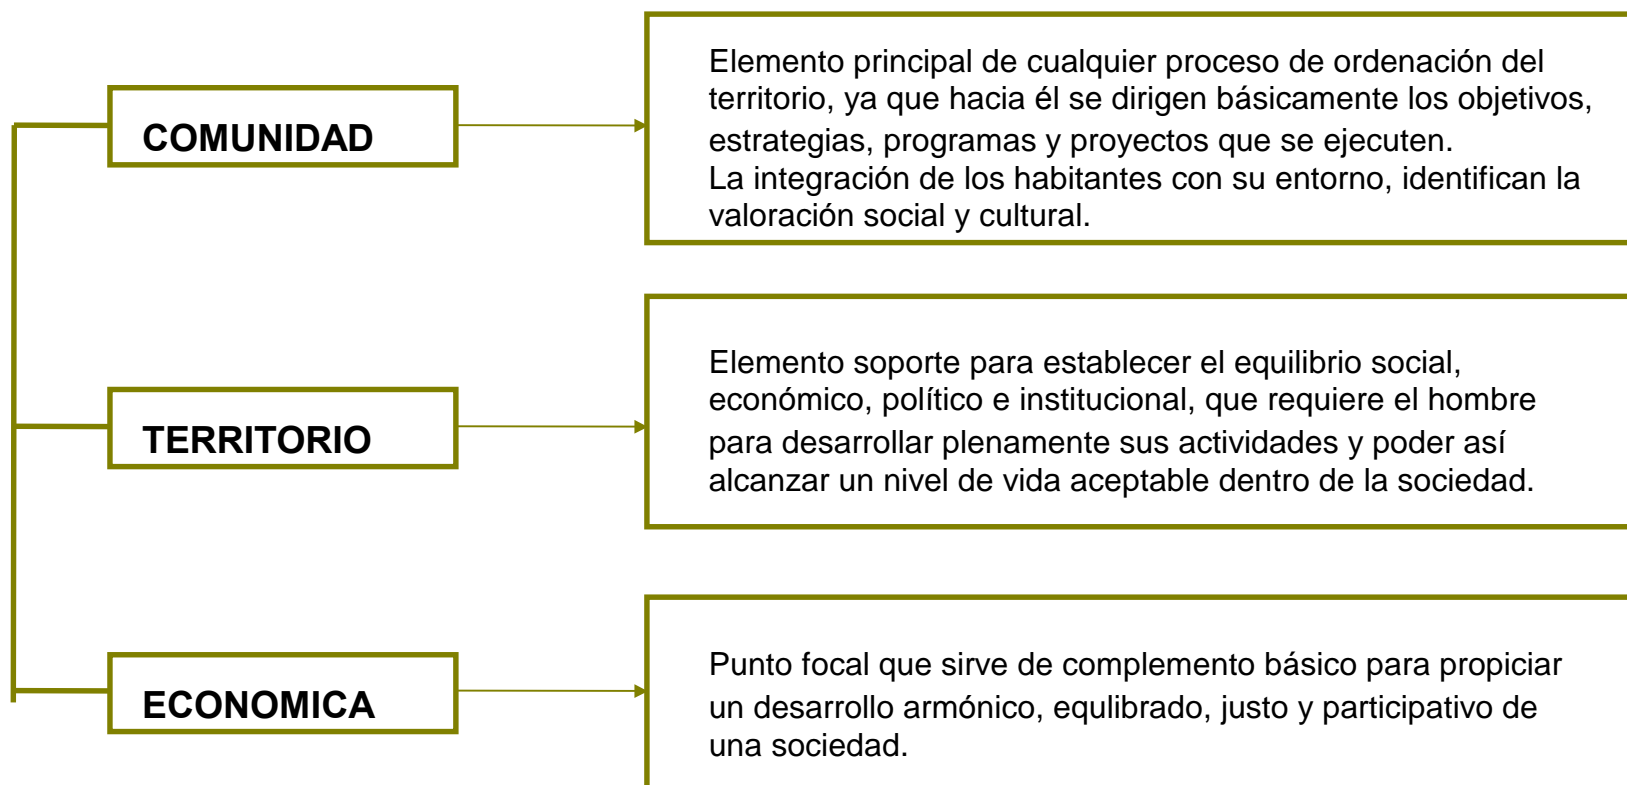 COMUNIDAD
Elemento principal de cualquier proceso de ordenación del
territorio, ya que hacia él se dirigen básicamente los objetivos,
estrategias, programas y proyectos que se ejecuten.
La integración de los habitantes con su entorno, identifican la
valoración social y cultural.
TERRITORIO
Elemento soporte para establecer el equilibrio social,
económico, político e institucional, que requiere el hombre
para desarrollar plenamente sus actividades y poder así
alcanzar un nivel de vida aceptable dentro de la sociedad.
ECONOMICA
Punto focal que sirve de complemento básico para propiciar
un desarrollo armónico, equlibrado, justo y participativo de
una sociedad.